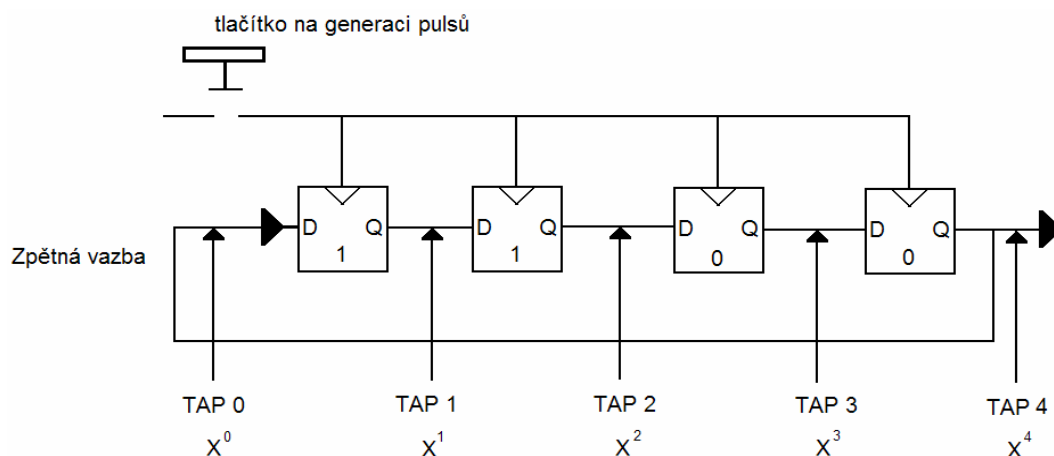 tlačítko na generaci pulsů
D Q D Q D Q D Q
1 1 0 0
Zpětná vazba
TAP 0 TAP 1 TAP 2 TAP 3 TAP 4
X⁰ X¹ X² X³ X⁴